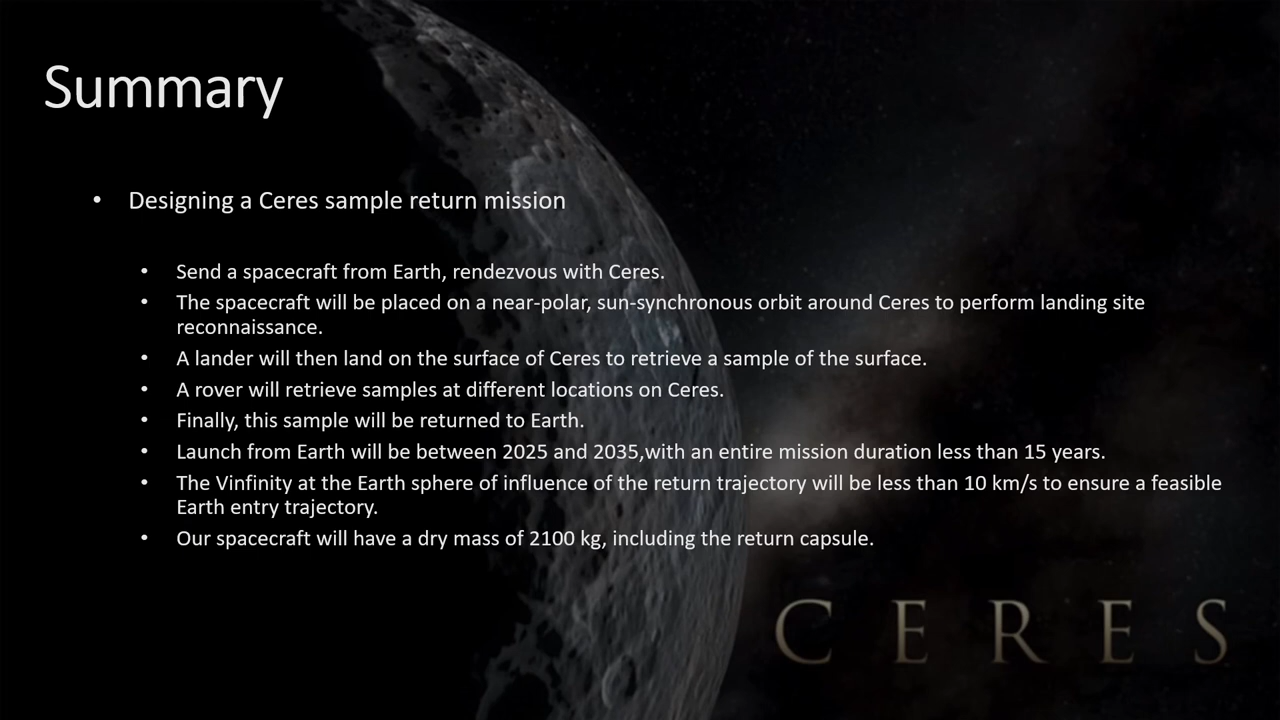 Summary
• Designing a Ceres sample return mission
• Send a spacecraft from Earth, rendezvous with Ceres.
• The spacecraft will be placed on a near-polar, sun-synchronous orbit around Ceres to perform landing site
reconnaissance.
• A lander will then land on the surface of Ceres to retrieve a sample of the surface.
• A rover will retrieve samples at different locations on Ceres.
• Finally, this sample will be returned to Earth.
• Launch from Earth will be between 2025 and 2035,with an entire mission duration less than 15 years.
• The Vinfinity at the Earth sphere of influence of the return trajectory will be less than 10 km/s to ensure a feasible
Earth entry trajectory.
• Our spacecraft will have a dry mass of 2100 kg, including the return capsule.
CERES